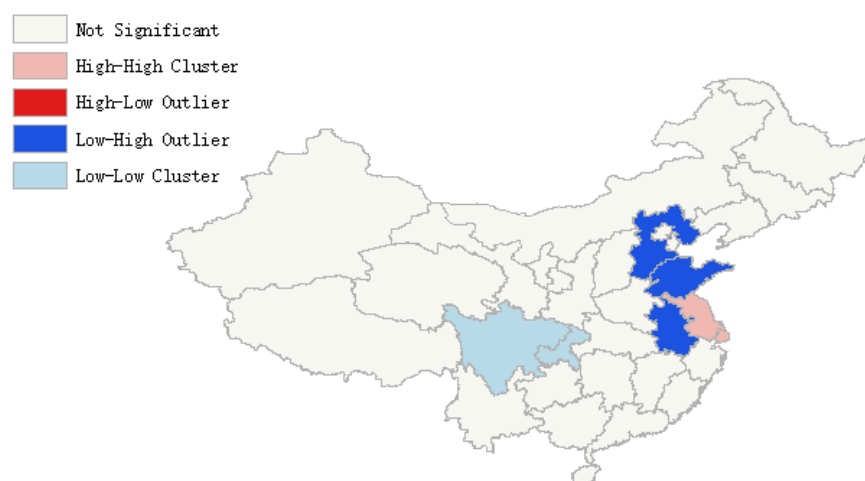 Not Significant
High-High Cluster
High-Low Outlier
Low-High Outlier
Low-Low Cluster